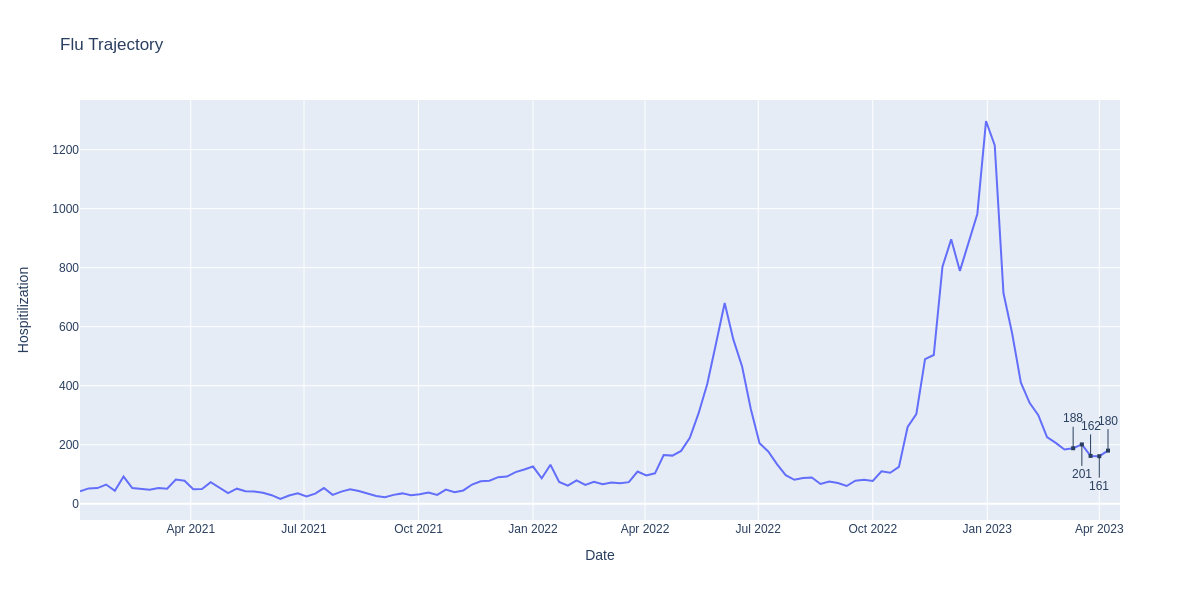 Flu Trajectory
Hospitilization
1200
1000
800
600
400
200
0
188
162
180
201
161
Apr 2021
Jul 2021
Oct 2021
Jan 2022
Apr 2022
Jul 2022
Oct 2022
Jan 2023
Apr 2023
Date